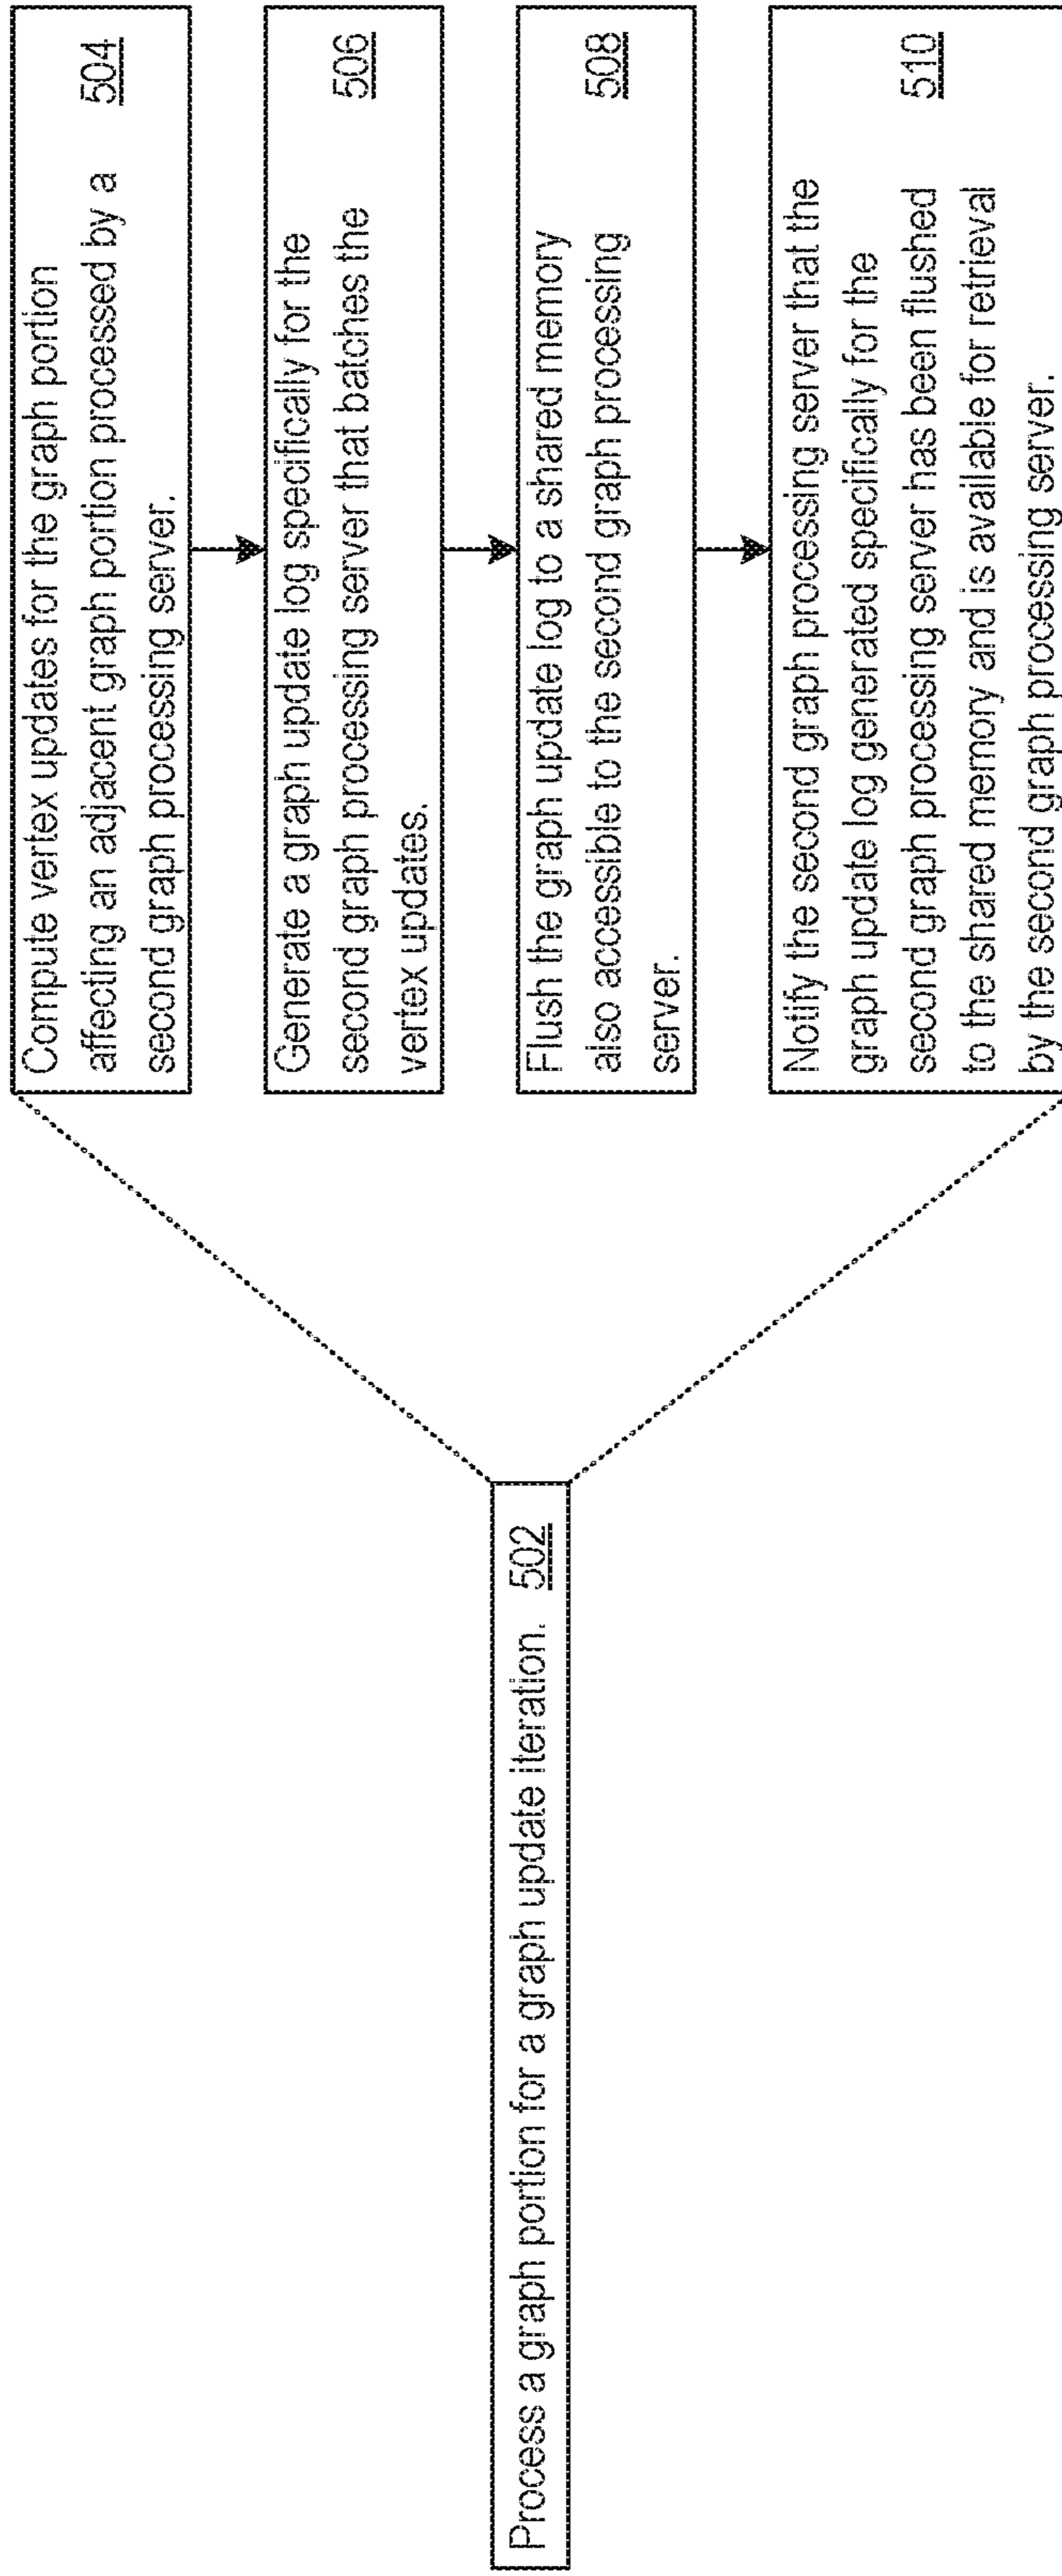 Process a graph portion for a graph update iteration. 502
Compute vertex updates for the graph portion
affecting an adjacent graph portion processed by a
second graph processing server.
504
Generate a graph update log specifically for the
second graph processing server that batches the
vertex updates.
506
Flush the graph update log to a shared memory
also accessible to the second graph processing
server.
508
Notify the second graph processing server that the
graph update log generated specifically for the
second graph processing server has been flushed
to the shared memory and is available for retrieval
by the second graph processing server.
510